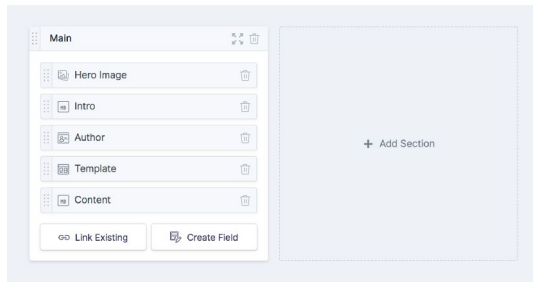 Main
Hero Image
Intro
Author
Template
Content
Link Existing
Create Field
+ Add Section